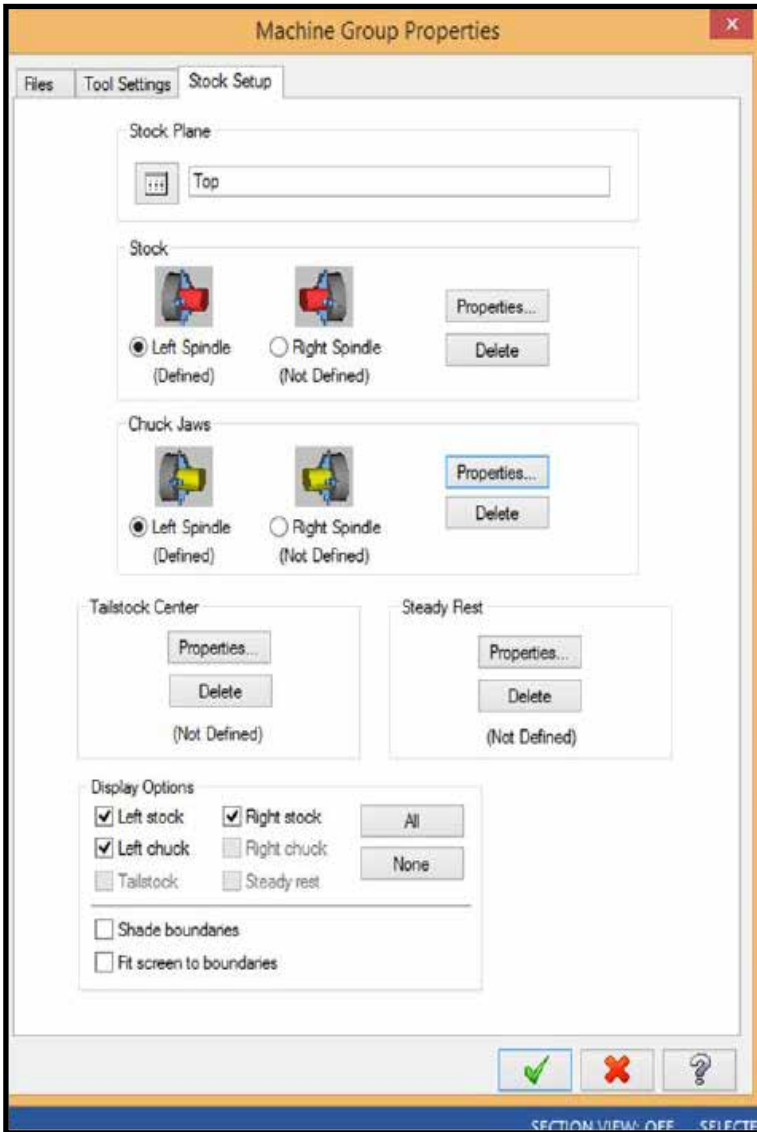 Machine Group Properties
x
Files Tool Settings Stock Setup
Stock Plane
Top
Stock
Properties...
Left Spindle Right Spindle
Delete
(Defined) (Not Defined)
Chuck Jaws
Properties...
Delete
Left Spindle Right Spindle
(Defined) (Not Defined)
Tailstock Center Steady Rest
Properties... Properties...
Delete Delete
(Not Defined) (Not Defined)
Display Options
Left stock Right stock All
Left chuck Right chuck
None
Tailstock Steady rest
Shade boundaries
Fit screen to boundaries
?
SECTION VIEW: OFF SELECTE